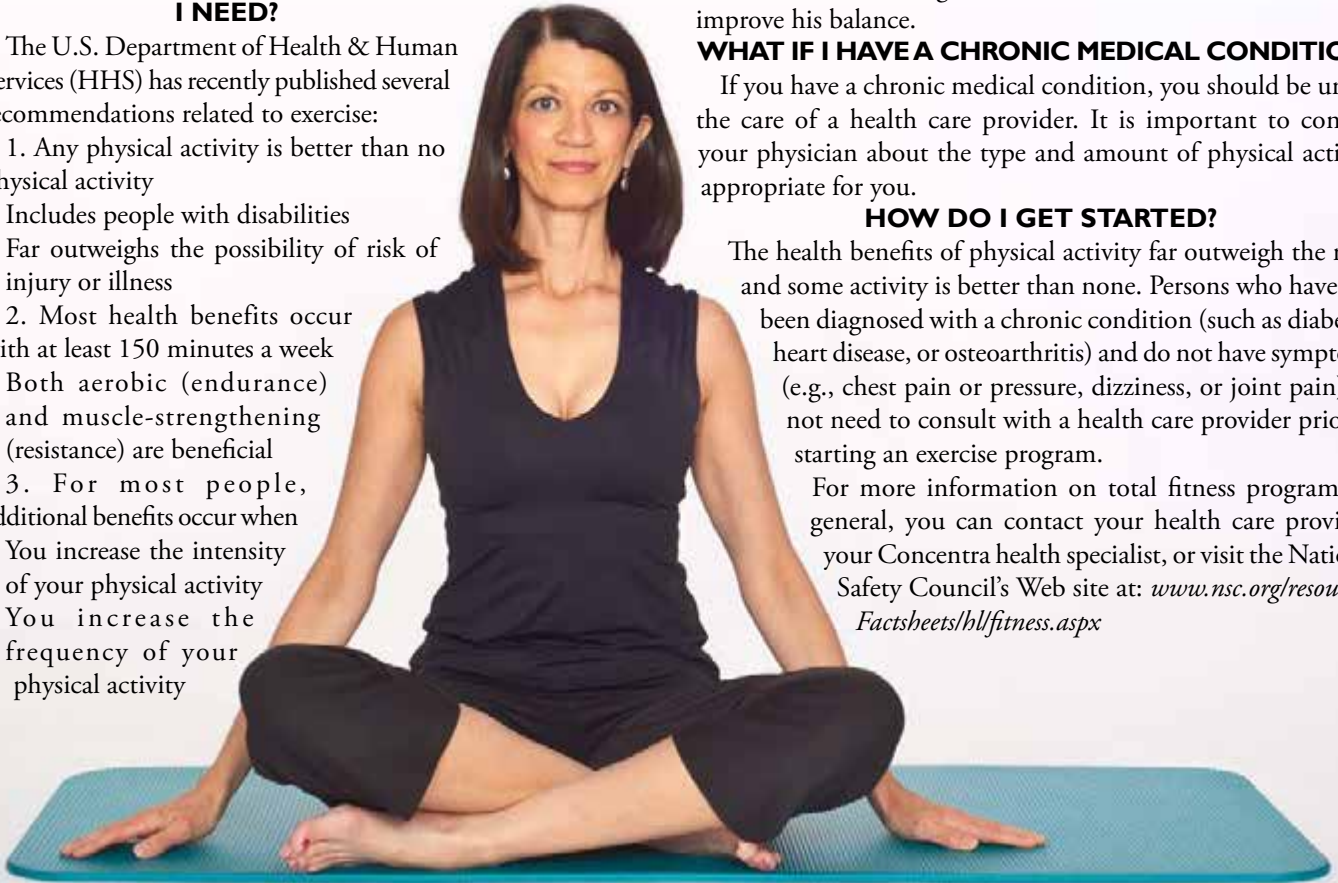 I NEED?
The U.S. Department of Health & Human
ervices (HHS) has recently published several
ecommendations related to exercise:
1. Any physical activity is better than no
hysical activity
Includes people with disabilities
Far outweighs the possibility of risk of
injury or illness
2. Most health benefits occur
ith at least 150 minutes a week
Both aerobic (endurance)
and muscle-strengthening
(resistance) are beneficial
3. For most people,
dditional benefits occur when
You increase the intensity
of your physical activity
You increase the
frequency of your
physical activity
improve his balance.
WHAT IF I HAVE A CHRONIC MEDICAL CONDITIO
If you have a chronic medical condition, you should be un
the care of a health care provider. It is important to con
your physician about the type and amount of physical acti
appropriate for you.
HOW DO I GET STARTED?
The health benefits of physical activity far outweigh the
and some activity is better than none. Persons who have
been diagnosed with a chronic condition (such as diabe
heart disease, or osteoarthritis) and do not have sympt
(e.g., chest pain or pressure, dizziness, or joint pain
not need to consult with a health care provider prio
starting an exercise program.
For more information on total fitness program
general, you can contact your health care provi
your Concentra health specialist, or visit the Natio
Safety Council's Web site at: www.nsc.org/resou
Factsheets/hl/fitness.aspx